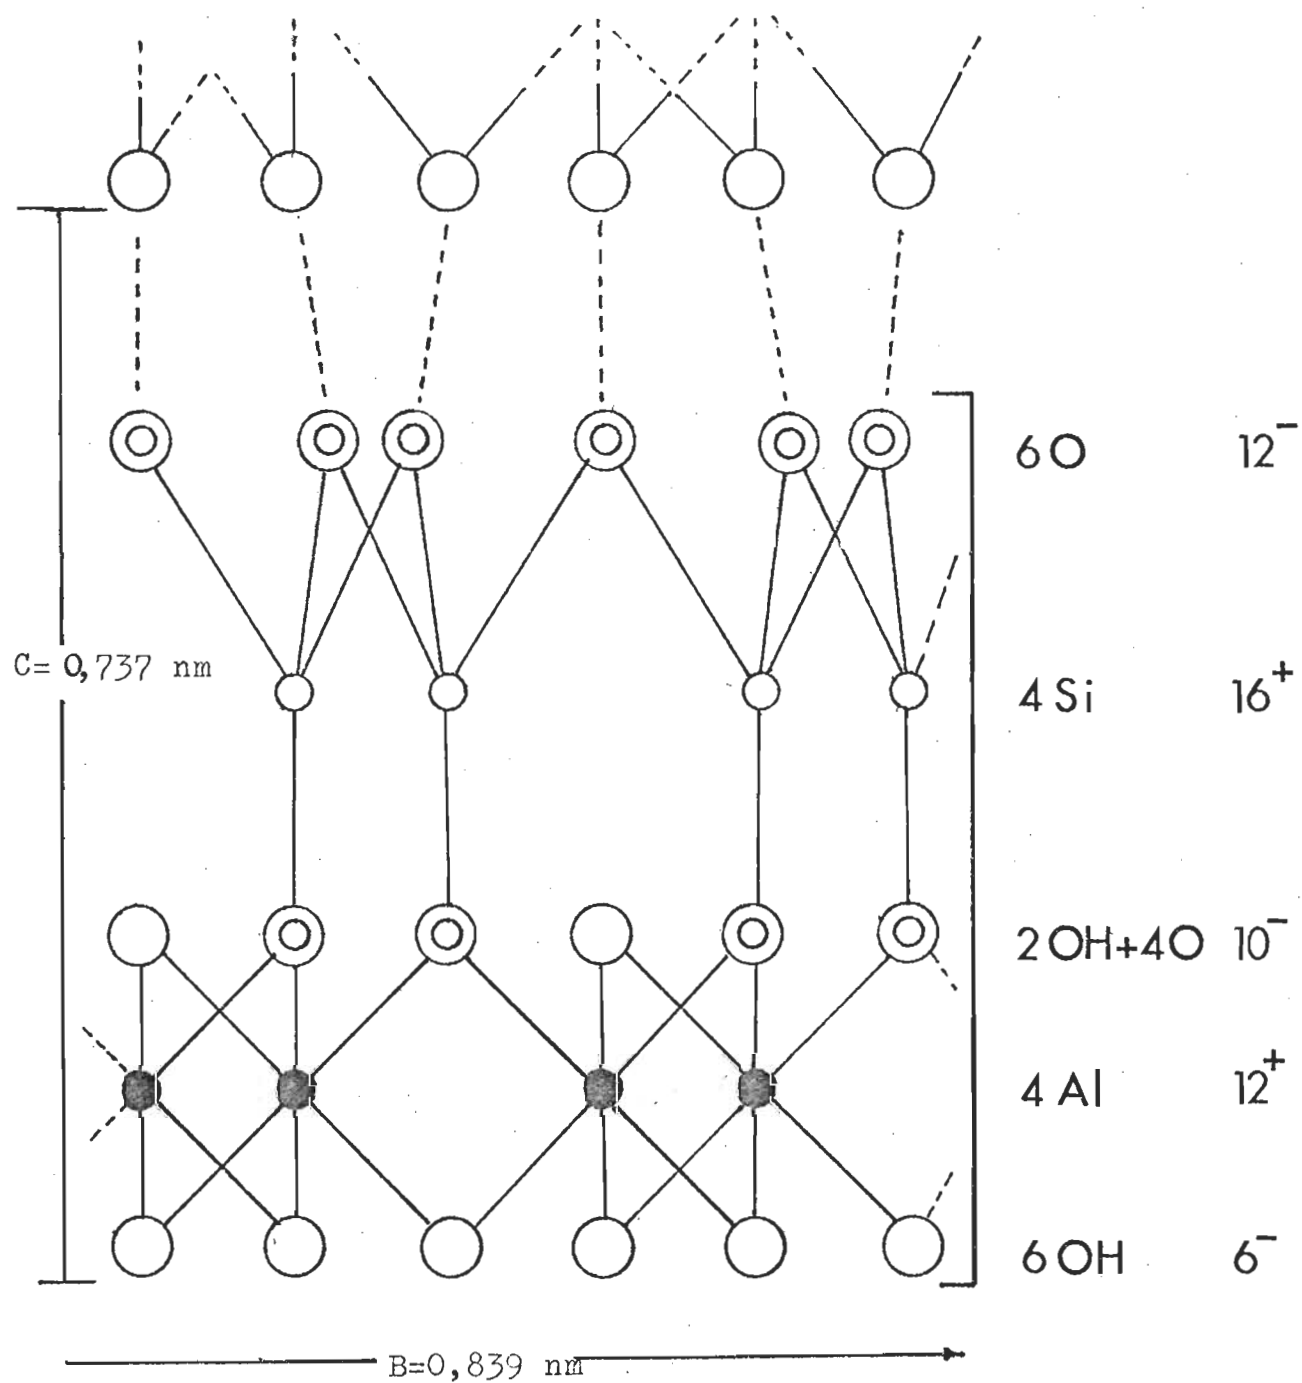 6O 12⁻
C= 0,737 nm
4Si 16⁺
2OH+4O 10⁻
4Al 12⁺
6OH 6⁻
B=0,839 nm